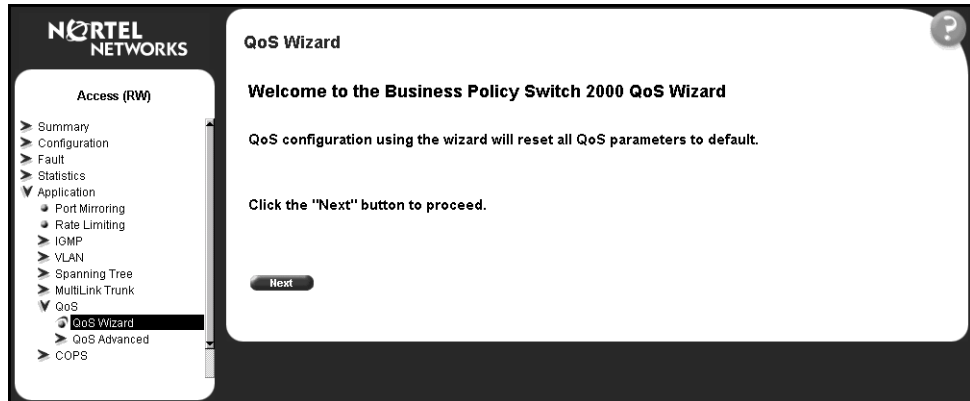 NORTEL
NETWORKS
Access (RW)
Summary
Configuration
Fault
Statistics
Application
Port Mirroring
Rate Limiting
IGMP
VLAN
Spanning Tree
MultiLink Trunk
QoS
QoS Wizard
QoS Advanced
COPS
?
QoS Wizard
Welcome to the Business Policy Switch 2000 QoS Wizard
QoS configuration using the wizard will reset all QoS parameters to default.
Click the "Next" button to proceed.
Next